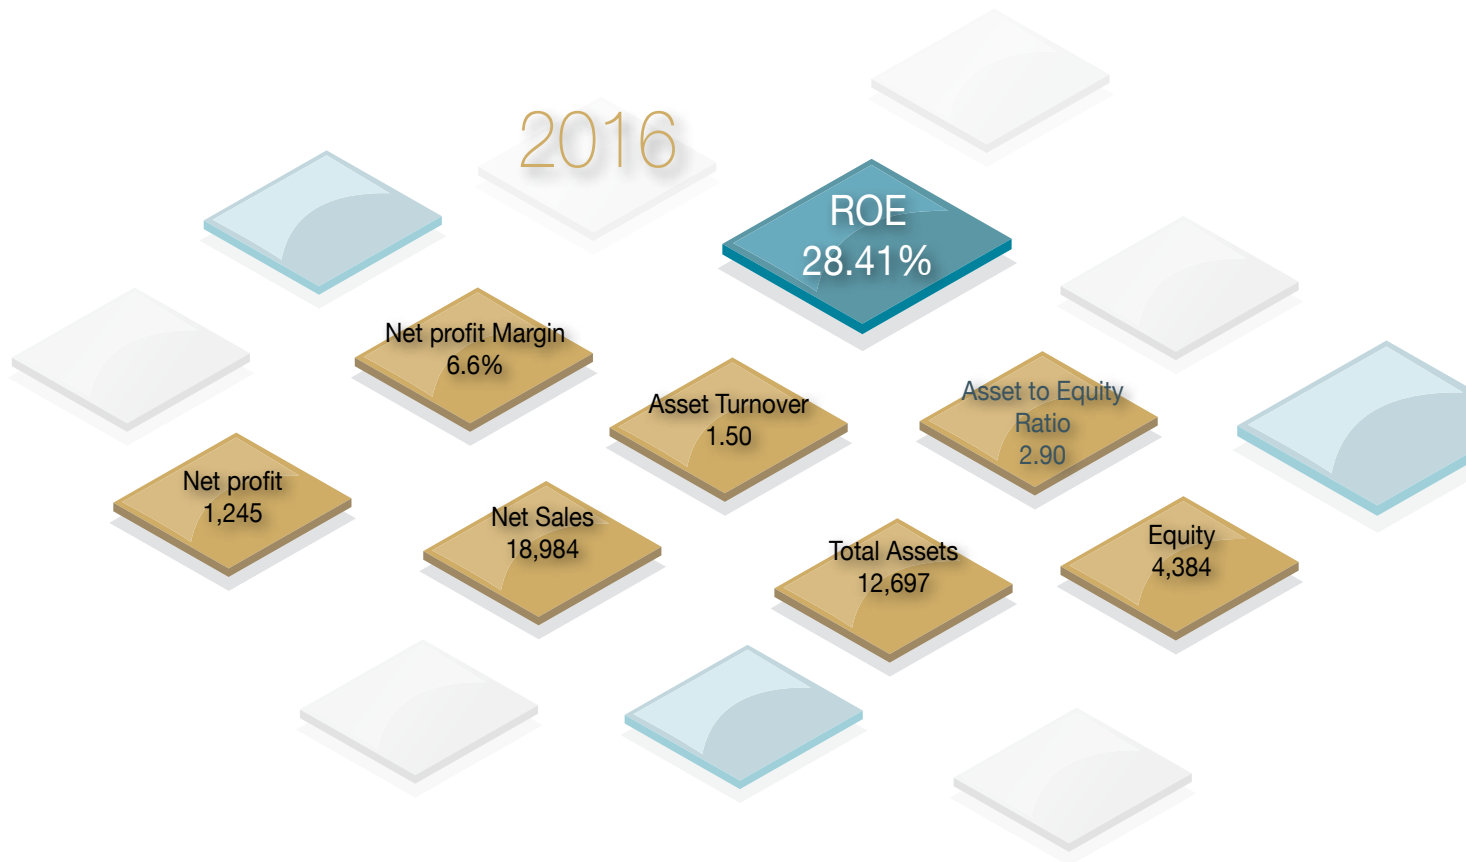 2016
ROE
28.41%
Net profit Margin
6.6%
Asset Turnover
1.50
Asset to Equity
Ratio
2.90
Net profit
1,245
Net Sales
18,984
Total Assets
12,697
Equity
4,384